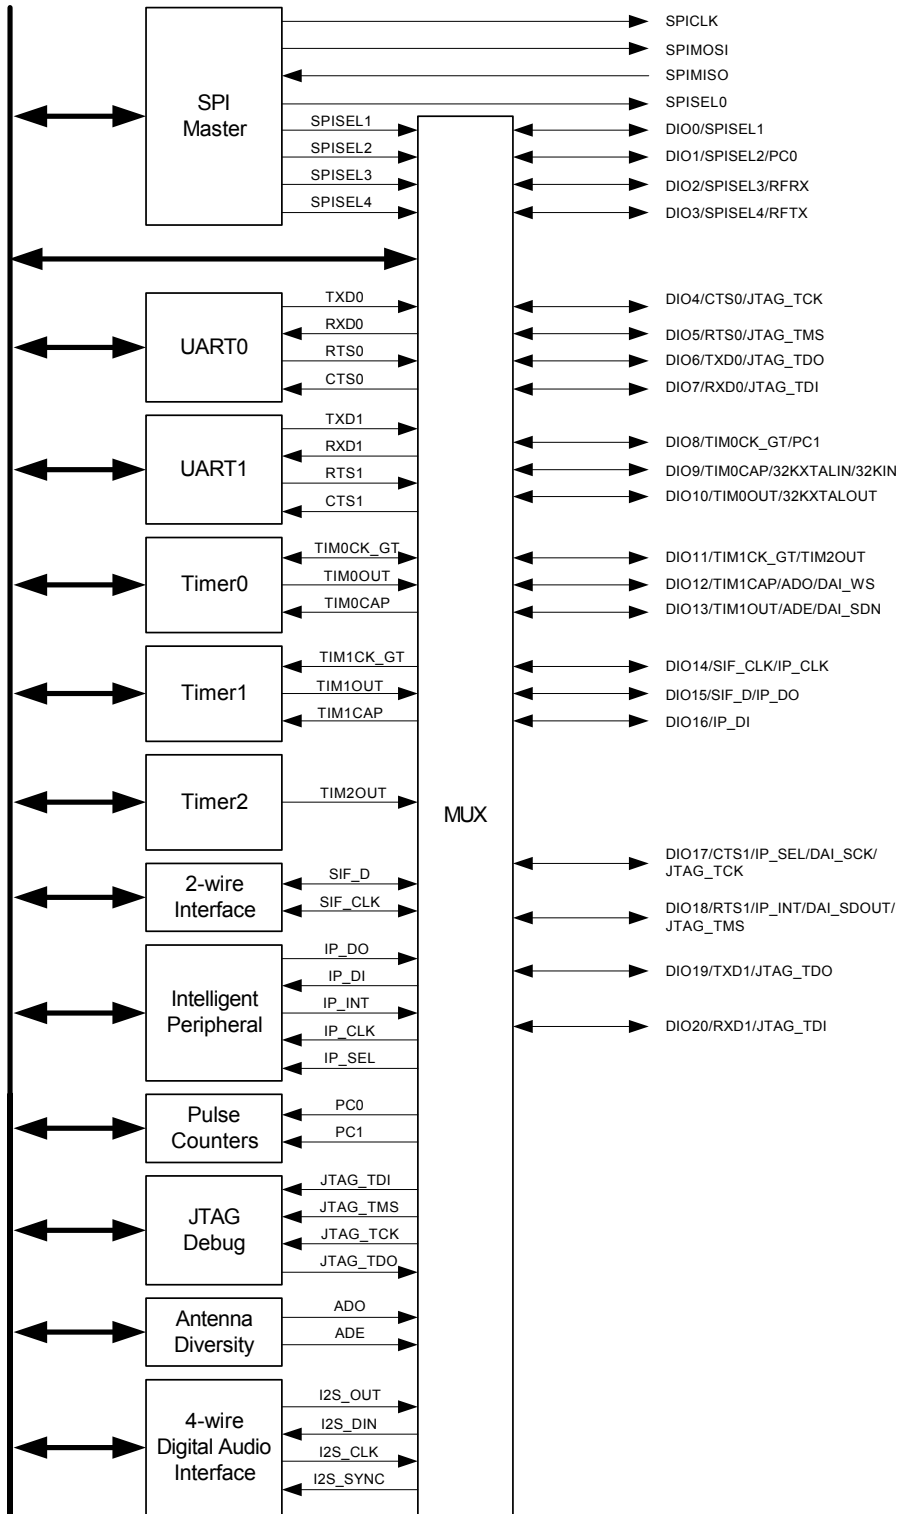 SPICLK
SPIMOSI
SPIMISO
SPISEL0
SPI
Master
SPISEL1
SPISEL2
SPISEL3
SPISEL4
DIO0/SPISEL1
DIO1/SPISEL2/PC0
DIO2/SPISEL3/RFRX
DIO3/SPISEL4/RFTX
UART0
TXD0
RXD0
RTS0
CTS0
DIO4/CTS0/JTAG_TCK
DIO5/RTS0/JTAG_TMS
DIO6/TXD0/JTAG_TDO
DIO7/RXD0/JTAG_TDI
UART1
TXD1
RXD1
RTS1
CTS1
DIO8/TIM0CK_GT/PC1
DIO9/TIM0CAP/32KXTALIN/32KIN
DIO10/TIM0OUT/32KXTALOUT
Timer0
TIM0CK_GT
TIM0OUT
TIM0CAP
DIO11/TIM1CK_GT/TIM2OUT
DIO12/TIM1CAP/ADO/DAI_WS
DIO13/TIM1OUT/ADE/DAI_SDN
Timer1
TIM1CK_GT
TIM1OUT
TIM1CAP
DIO14/SIF_CLK/IP_CLK
DIO15/SIF_D/IP_DO
DIO16/IP_DI
Timer2
TIM2OUT
MUX
2-wire
Interface
SIF_D
SIF_CLK
DIO17/CTS1/IP_SEL/DAI_SCK/
JTAG_TCK
DIO18/RTS1/IP_INT/DAI_SDOUT/
JTAG_TMS
DIO19/TXD1/JTAG_TDO
DIO20/RXD1/JTAG_TDI
Intelligent
Peripheral
IP_DO
IP_DI
IP_INT
IP_CLK
IP_SEL
Pulse
Counters
PC0
PC1
JTAG
Debug
JTAG_TDI
JTAG_TMS
JTAG_TCK
JTAG_TDO
Antenna
Diversity
ADO
ADE
4-wire
Digital Audio
Interface
I2S_OUT
I2S_DIN
I2S_CLK
I2S_SYNC